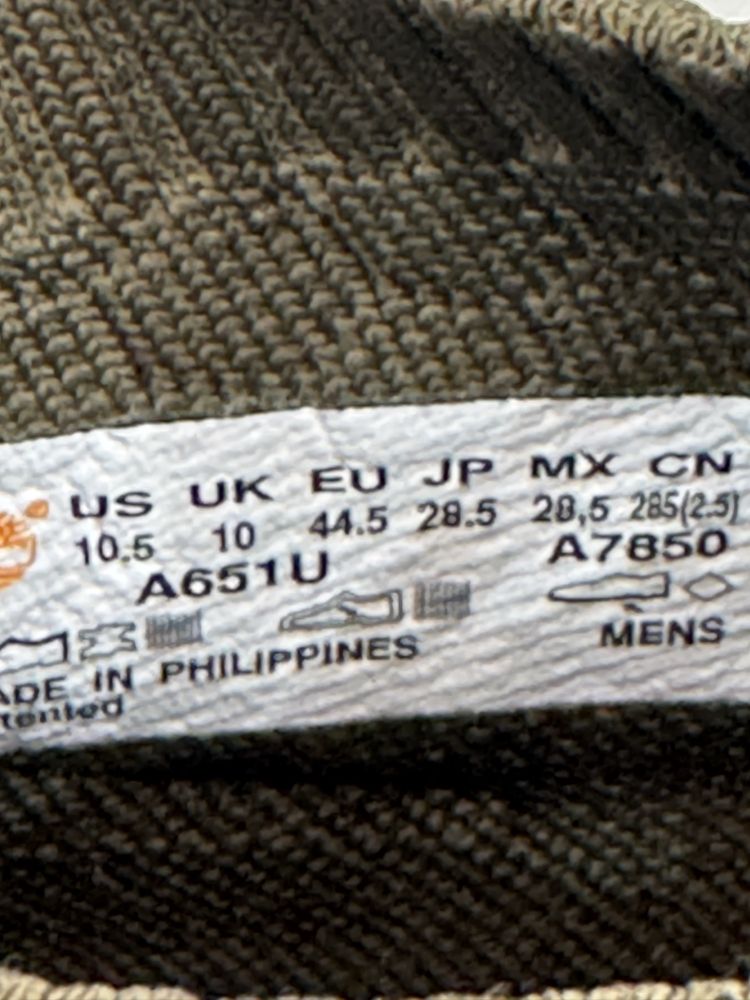 US UK EU JP MX CN
10.5 10 44.5 28.5 28,5 285(2.5)
A651U A7850
MENS
ADE IN PHILIPPINES
tented